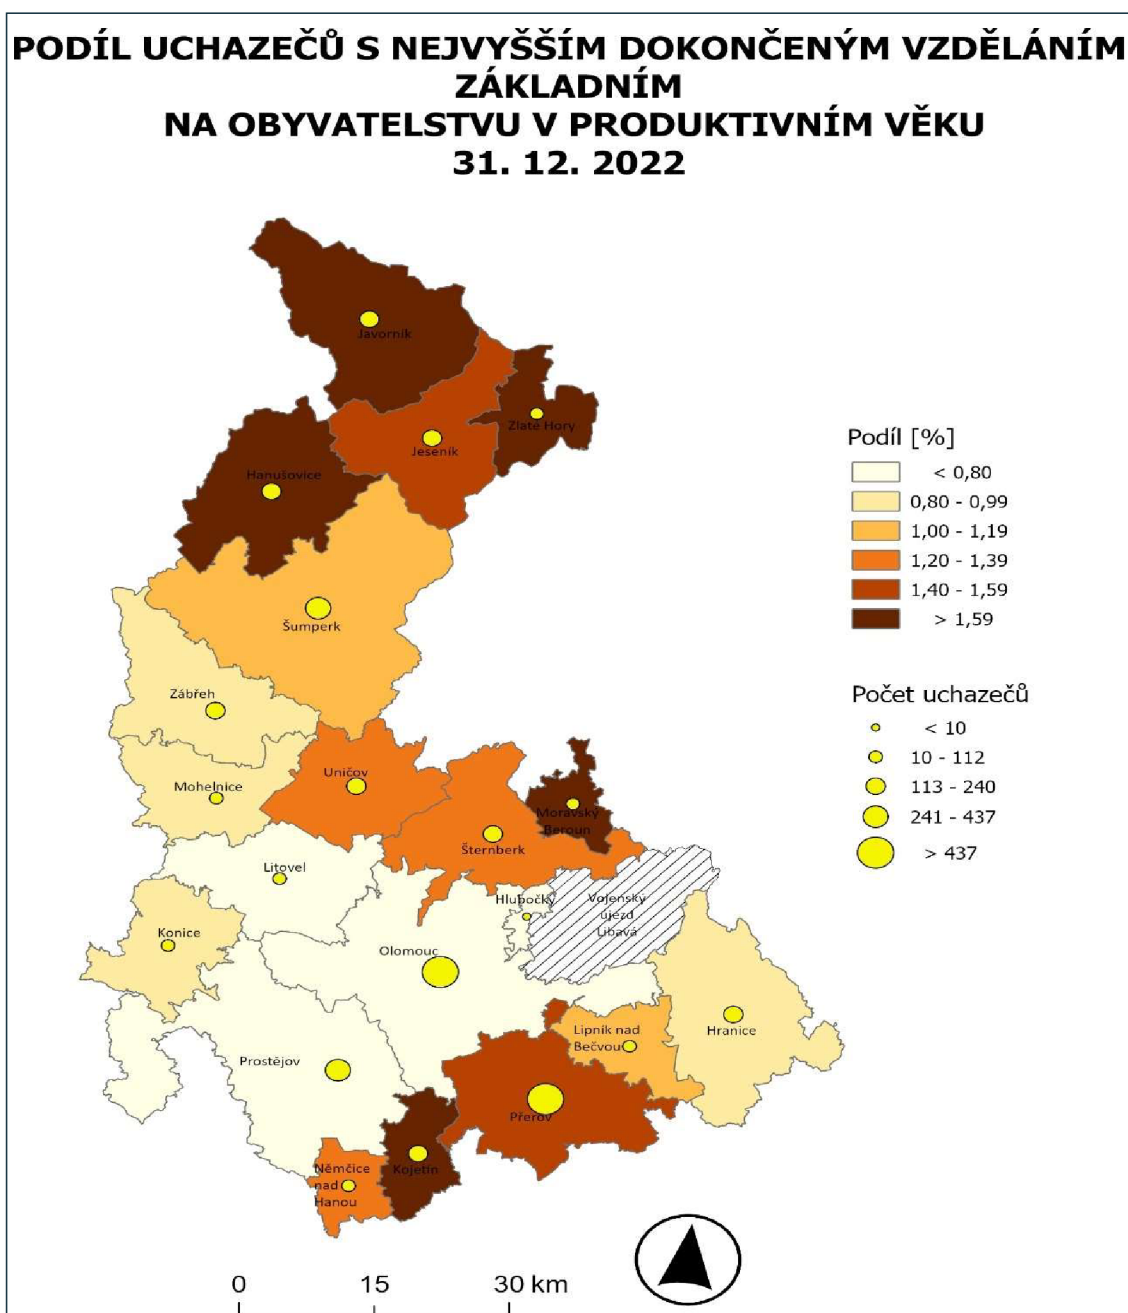 PODÍL UCHAZEČŮ S NEJVYŠŠÍM DOKONČENÝM VZDĚLÁNÍM
ZÁKLADNÍM
NA OBYVATELSTVU V PRODUKTIVNÍM VĚKU
31. 12. 2022
Javorník
Zlaté Hory
Jeseník
Hanušovice
Šumperk
Zábřeh
Uničov
Mohelnice
Moravský
Beroun
Šternberk
Litovel
Hlubočky
Vojenský
újezd
Libavá
Konice
Olomouc
Hranice
Lipník nad
Bečvou
Prostějov
Přerov
Němčice
nad
Hanou
Kojetín
Podíl [%]
< 0,80
0,80 - 0,99
1,00 - 1,19
1,20 - 1,39
1,40 - 1,59
> 1,59
Počet uchazečů
< 10
10 - 112
113 - 240
241 - 437
> 437
0 15 30 km